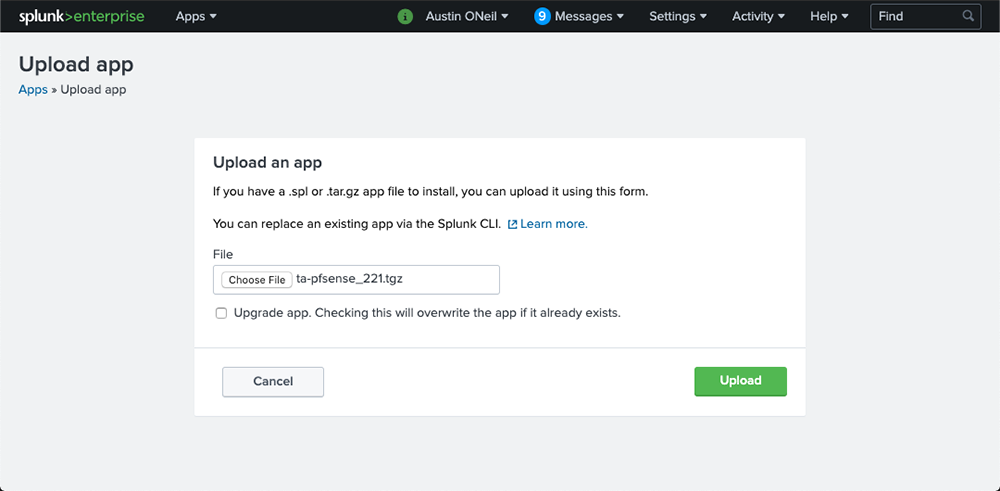 splunk>enterprise Apps i Austin ONeil 9 Messages Settings Activity Help Find
Upload app
Apps » Upload app
Upload an app
If you have a .spl or .tar.gz app file to install, you can upload it using this form.
You can replace an existing app via the Splunk CLI. Learn more.
File
Choose File ta-pfsense_221.tgz
Upgrade app. Checking this will overwrite the app if it already exists.
Cancel Upload